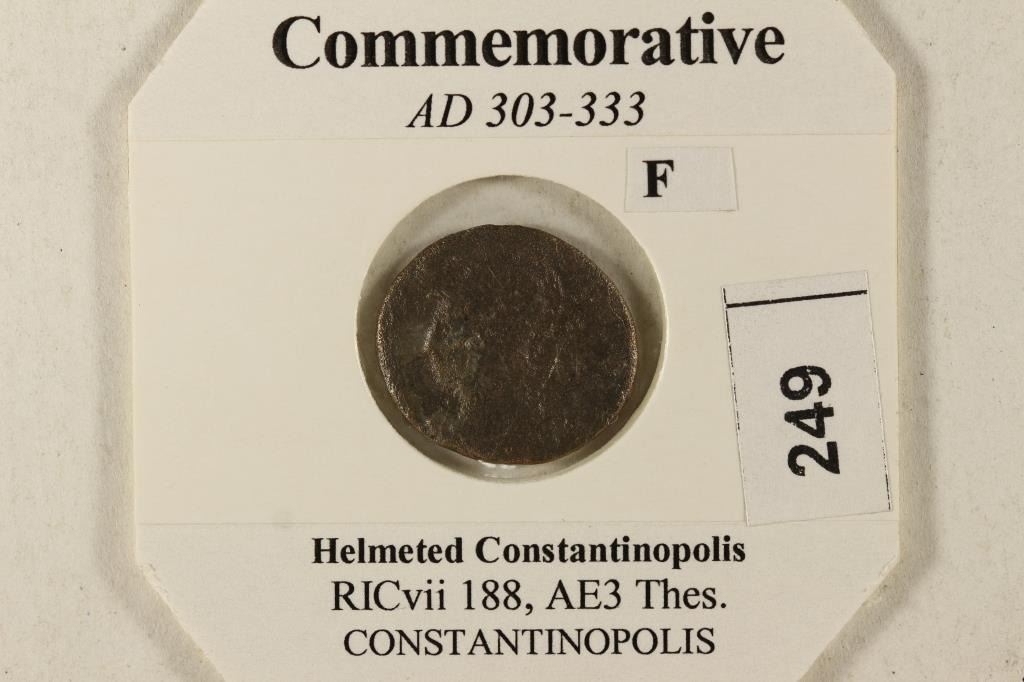 Commemorative
AD 303-333
F
249
Helmeted Constantinopolis
RICvii 188, AE3 Thes.
CONSTANTINOPOLIS